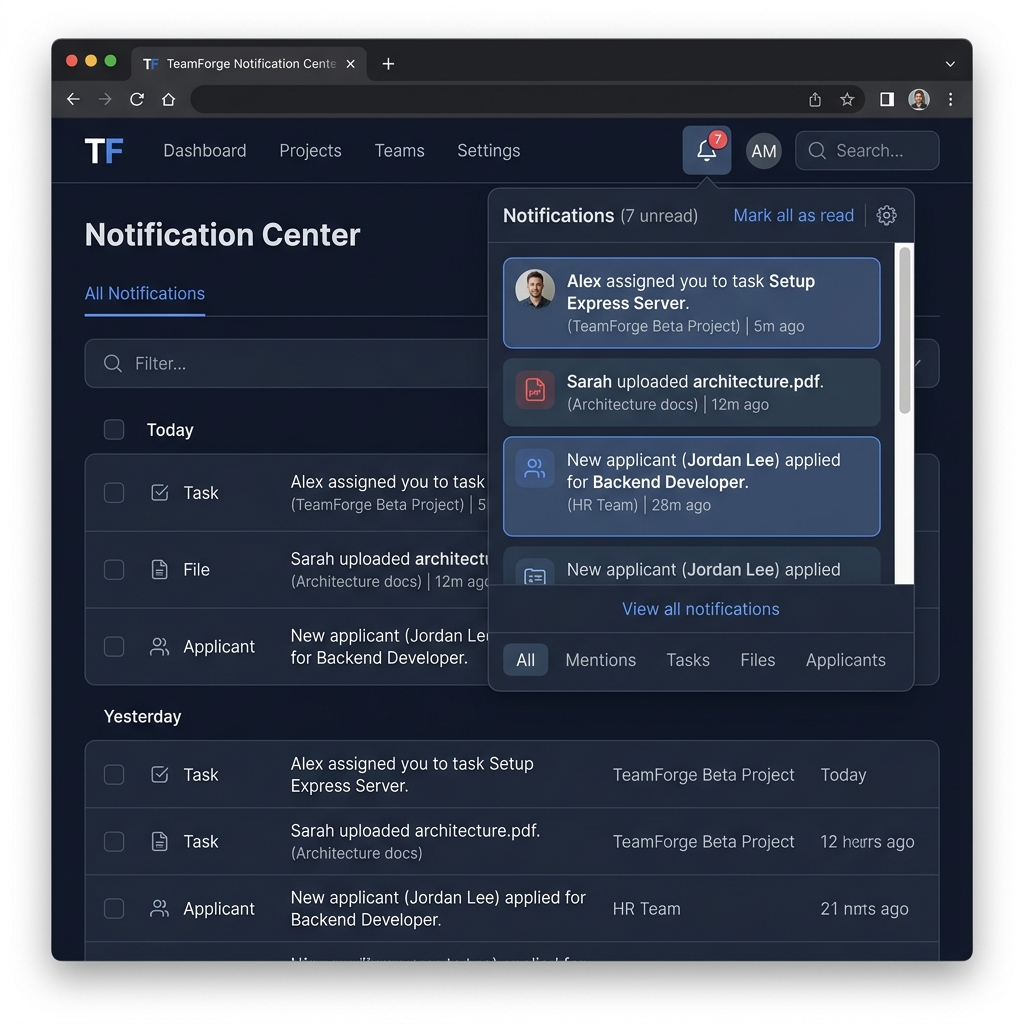 TF TeamForge Notification Cente
TF
Dashboard Projects Teams Settings
7
AM
Search...
Notifications (7 unread) Mark all as read
Alex assigned you to task Setup
Express Server.
(TeamForge Beta Project) | 5m ago
Sarah uploaded architecture.pdf.
(Architecture docs) | 12m ago
New applicant (Jordan Lee) applied
for Backend Developer.
(HR Team) | 28m ago
New applicant (Jordan Lee) applied
View all notifications
All Mentions Tasks Files Applicants
Notification Center
All Notifications
Filter...
Today
Task
Alex assigned you to task
(TeamForge Beta Project) | 5
File
Sarah uploaded architectu
(Architecture docs) | 12m ago
Applicant
New applicant (Jordan Le
for Backend Developer.
Yesterday
Task
Alex assigned you to task Setup
Express Server.
TeamForge Beta Project
Today
Task
Sarah uploaded architecture.pdf.
(Architecture docs)
TeamForge Beta Project
12 ago
Applicant
New applicant (Jordan Lee) applied for
Backend Developer.
HR Team
21 ago